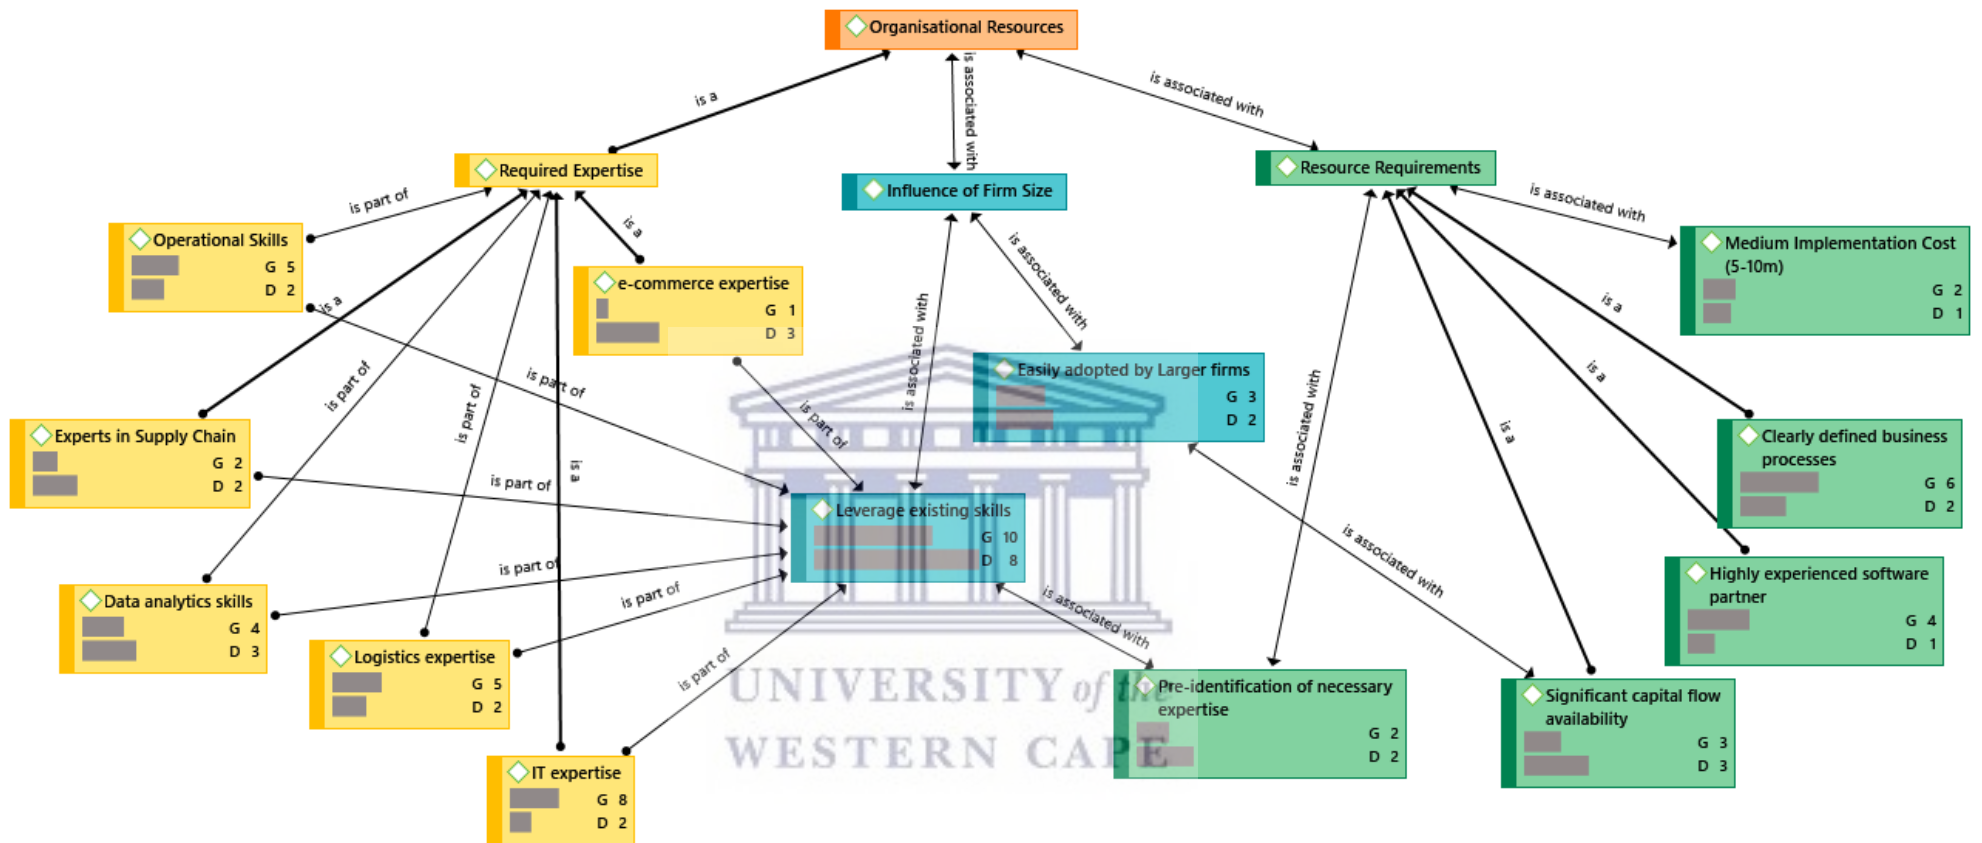 Organisational Resources
is a
is associated with
is associated with
Required Expertise
Influence of Firm Size
Resource Requirements
is part of
is a
is associated with
is associated with
Operational Skills
G 5
D 2
is a
e-commerce expertise
G 1
D 3
Medium Implementation Cost
(5-10m)
G 2
D 1
is part of
is part of
is part of
is a
is part of
is associated with
Easily adopted by Larger firms
G 3
D 2
is associated with
is a
is a
is a
Experts in Supply Chain
G 2
D 2
is part of
Clearly defined business
processes
G 6
D 2
Leverage existing skills
G 10
D 8
is associated with
Highly experienced software
partner
G 4
D 1
Data analytics skills
G 4
D 3
is part of
is part of
is associated with
Logistics expertise
G 5
D 2
is part of
Pre-identification of necessary
expertise
G 2
D 2
Significant capital flow
availability
G 3
D 3
IT expertise
G 8
D 2
UNIVERSITY of the
WESTERN CAPE